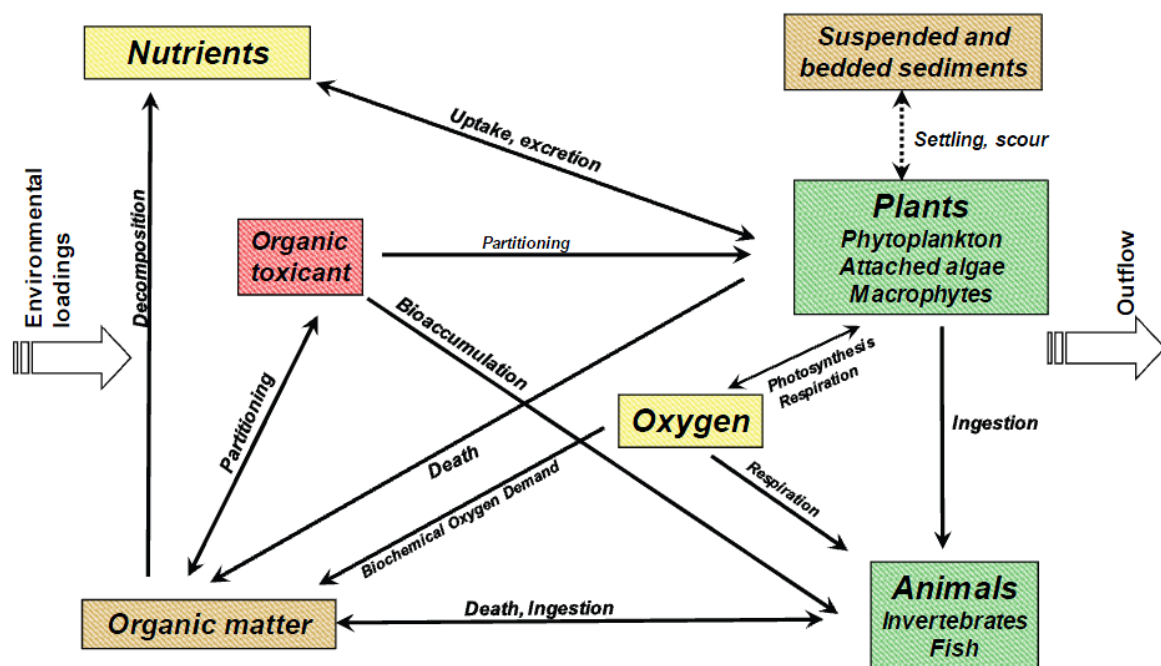 Nutrients
Suspended and
bedded sediments
Uptake, excretion
Settling, scour
Environmental
loadings
Decomposition
Organic
toxicant
Partitioning
Plants
Phytoplankton
Attached algae
Macrophytes
Outflow
Bioaccumulation
Partitioning
Photosynthesis
Respiration
Oxygen
Ingestion
Death
Respiration
Biochemical Oxygen Demand
Organic matter
Death, Ingestion
Animals
Invertebrates
Fish